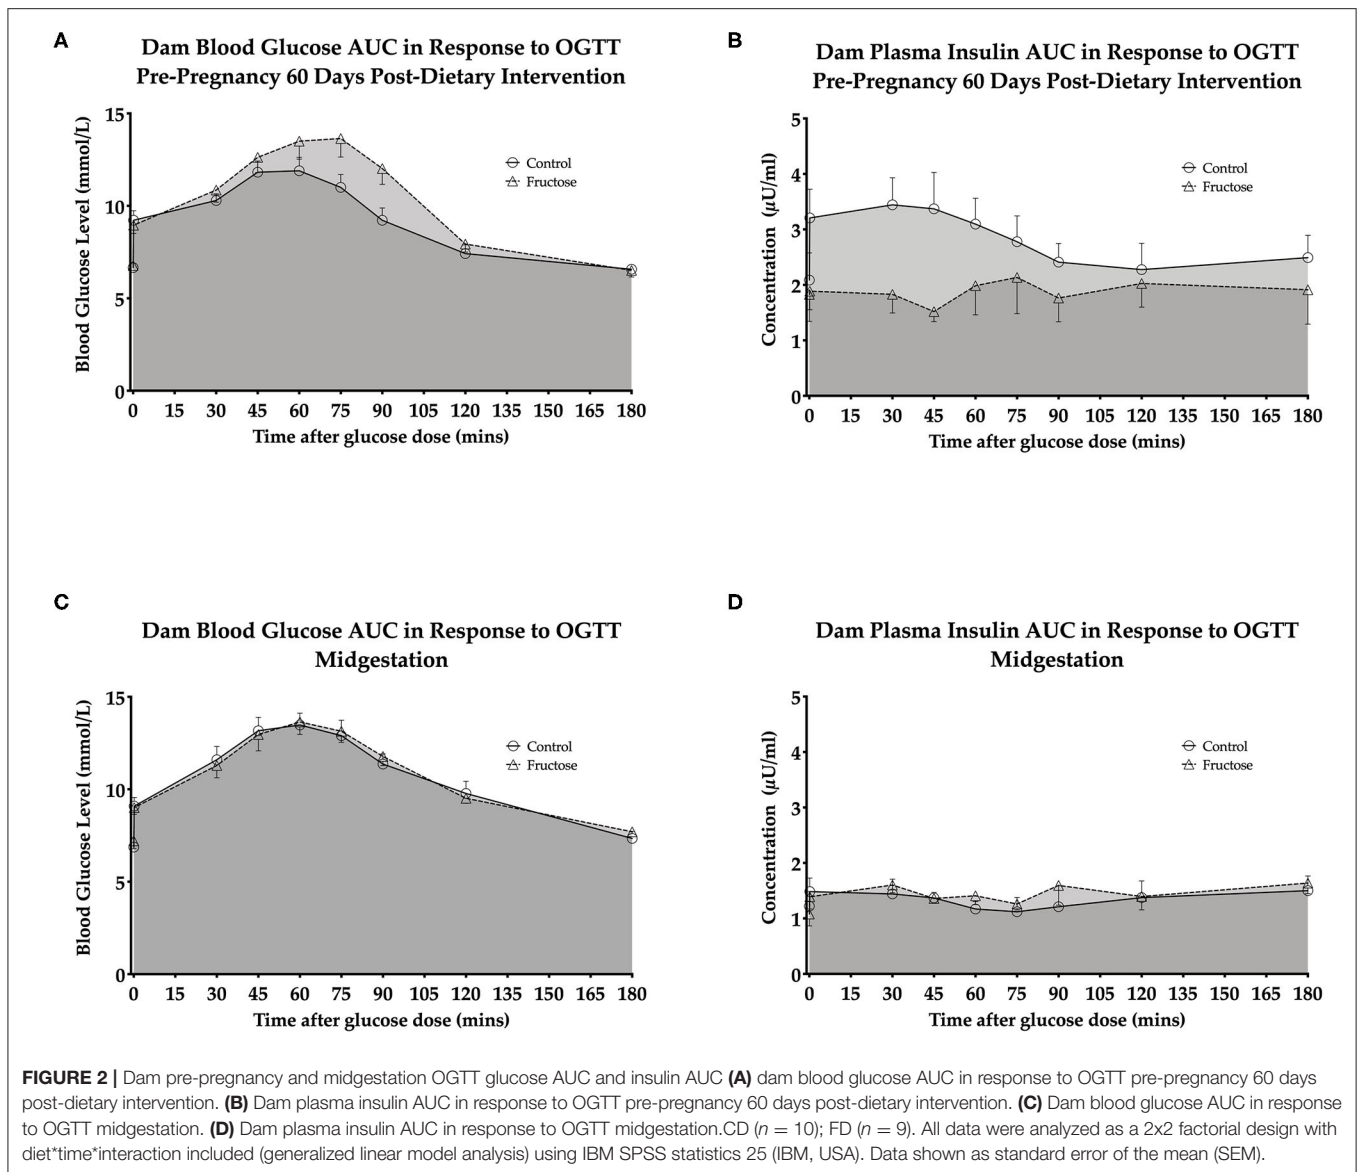 A
Dam Blood Glucose AUC in Response to OGTT
Pre-Pregnancy 60 Days Post-Dietary Intervention
15
10
5
0
Blood Glucose Level (mmol/L)
Control
Fructose
0 15 30 45 60 75 90 105 120 135 150 165 180
Time after glucose dose (mins)
B
Dam Plasma Insulin AUC in Response to OGTT
Pre-Pregnancy 60 Days Post-Dietary Intervention
5
4
3
2
1
0
Concentration (µU/ml)
Control
Fructose
0 15 30 45 60 75 90 105 120 135 165 180
Time after glucose dose (mins)
C
Dam Blood Glucose AUC in Response to OGTT
Midgestation
15
10
5
0
Blood Glucose Level (mmol/L)
Control
Fructose
0 15 30 45 60 75 90 105 120 135 150 165 180
Time after glucose dose (mins)
D
Dam Plasma Insulin AUC in Response to OGTT
Midgestation
5
4
3
2
1
0
Concentration (µU/ml)
Control
Fructose
0 15 30 45 60 75 90 105 120 135 150 165 180
Time after glucose dose (mins)
FIGURE 2 | Dam pre-pregnancy and midgestation OGTT glucose AUC and insulin AUC (A) dam blood glucose AUC in response to OGTT pre-pregnancy 60 days
post-dietary intervention. (B) Dam plasma insulin AUC in response to OGTT pre-pregnancy 60 days post-dietary intervention. (C) Dam blood glucose AUC in response
to OGTT midgestation. (D) Dam plasma insulin AUC in response to OGTT midgestation.CD (n = 10); FD (n = 9). All data were analyzed as a 2x2 factorial design with
diet*time*interaction included (generalized linear model analysis) using IBM SPSS statistics 25 (IBM, USA). Data shown as standard error of the mean (SEM).